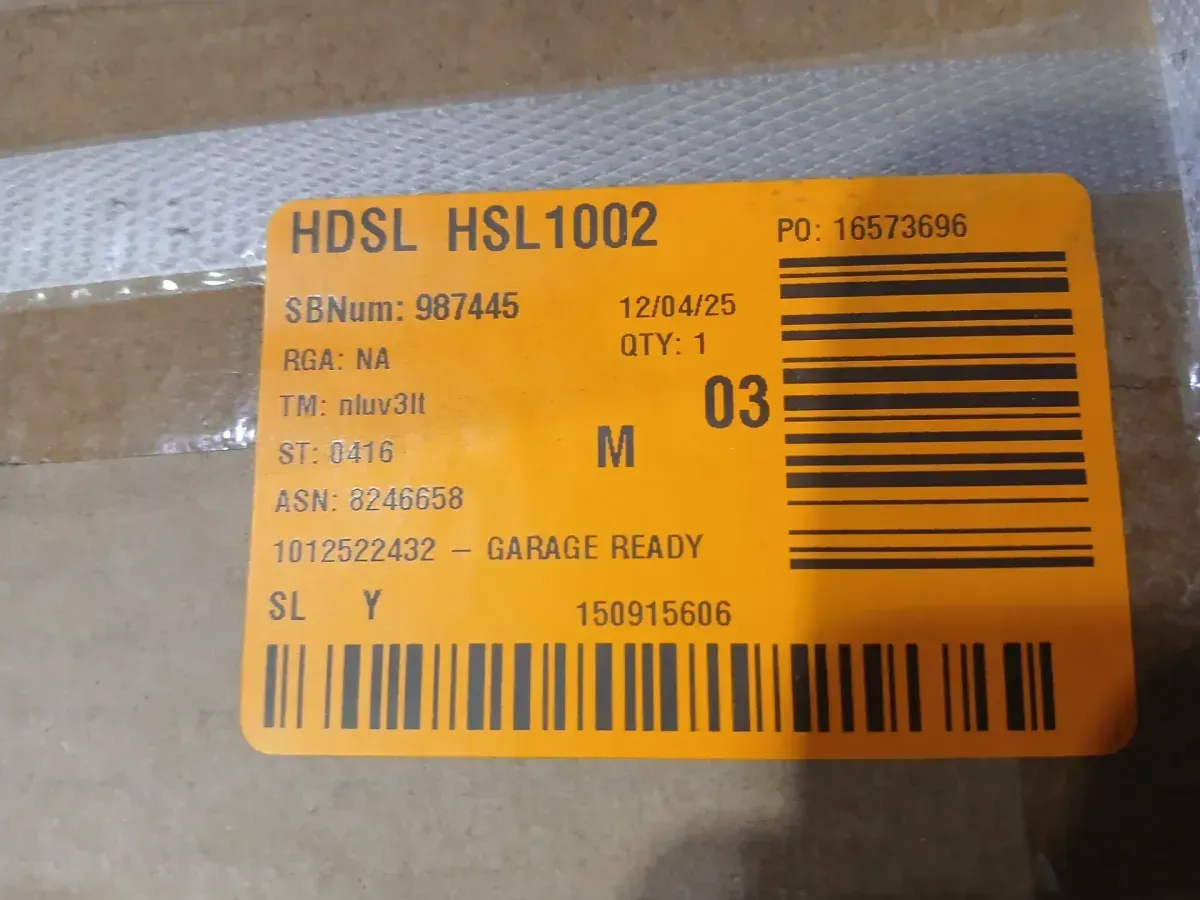 HDSL HSL1002
PO: 16573696
SBNum: 987445
12/04/25
RGA: NA
QTY: 1
TM: nluv3lt
03
ST: 0416
M
ASN: 8246658
1012522432 – GARAGE READY
SL Y
150915606